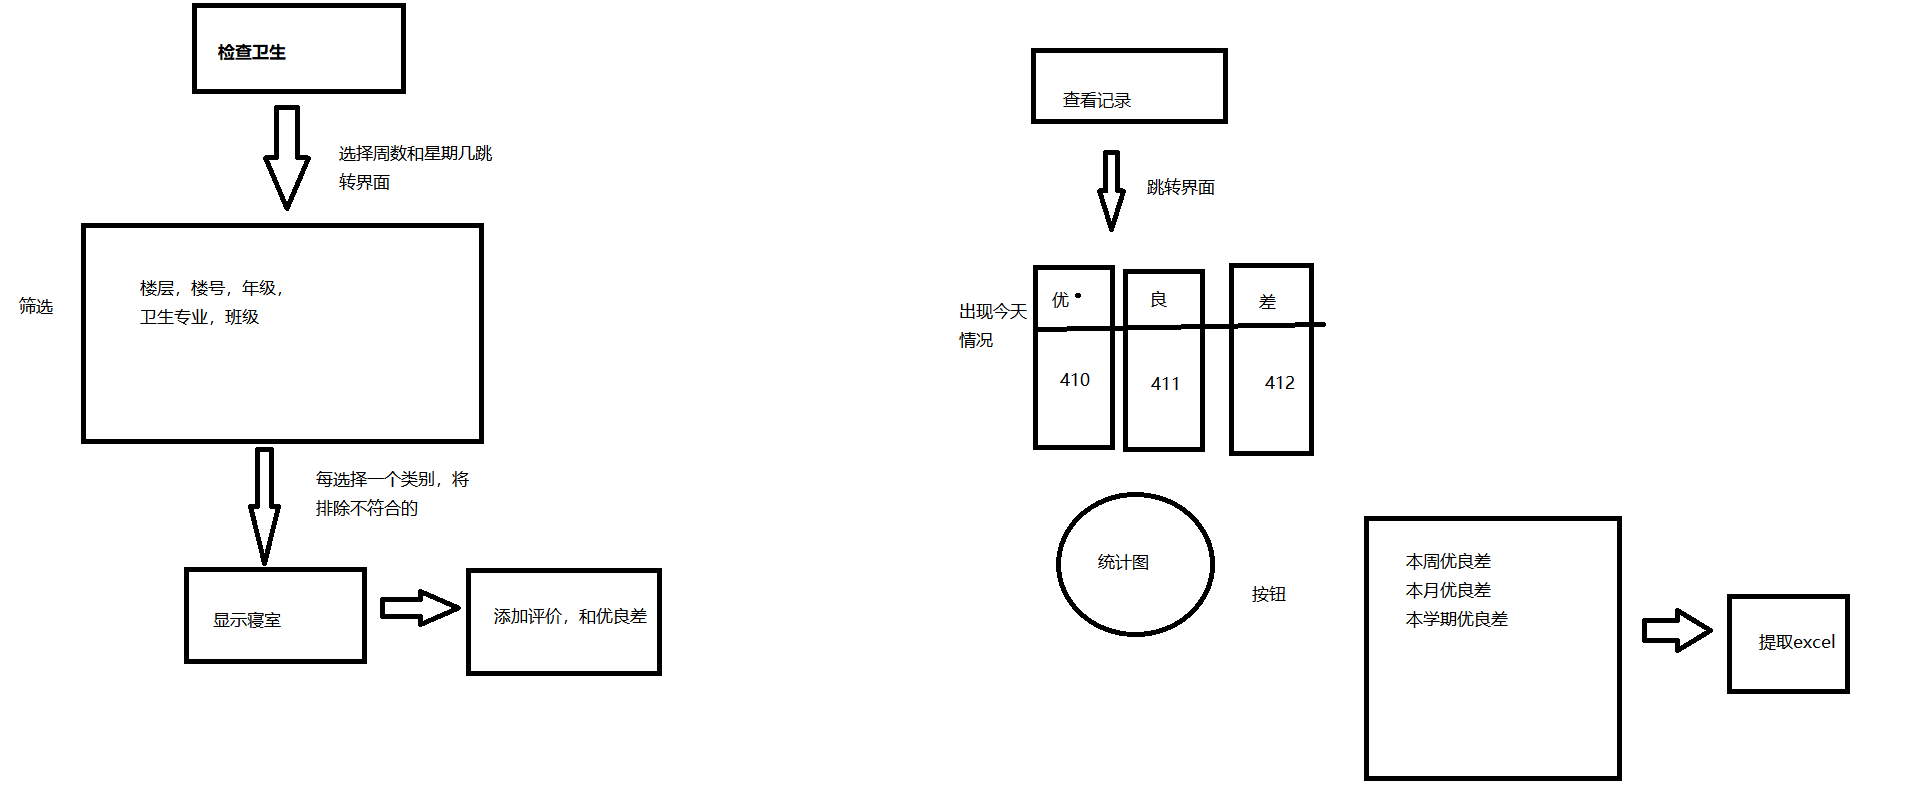 检查卫生
选择周数和星期几跳
转界面
筛选
楼层，楼号，年级，
卫生专业，班级
每选择一个类别，将
排除不符合的
显示寝室
添加评价，和优良差
查看记录
跳转界面
出现今天
情况
优
良
差
410
411
412
统计图
按钮
本周优良差
本月优良差
本学期优良差
提取excel